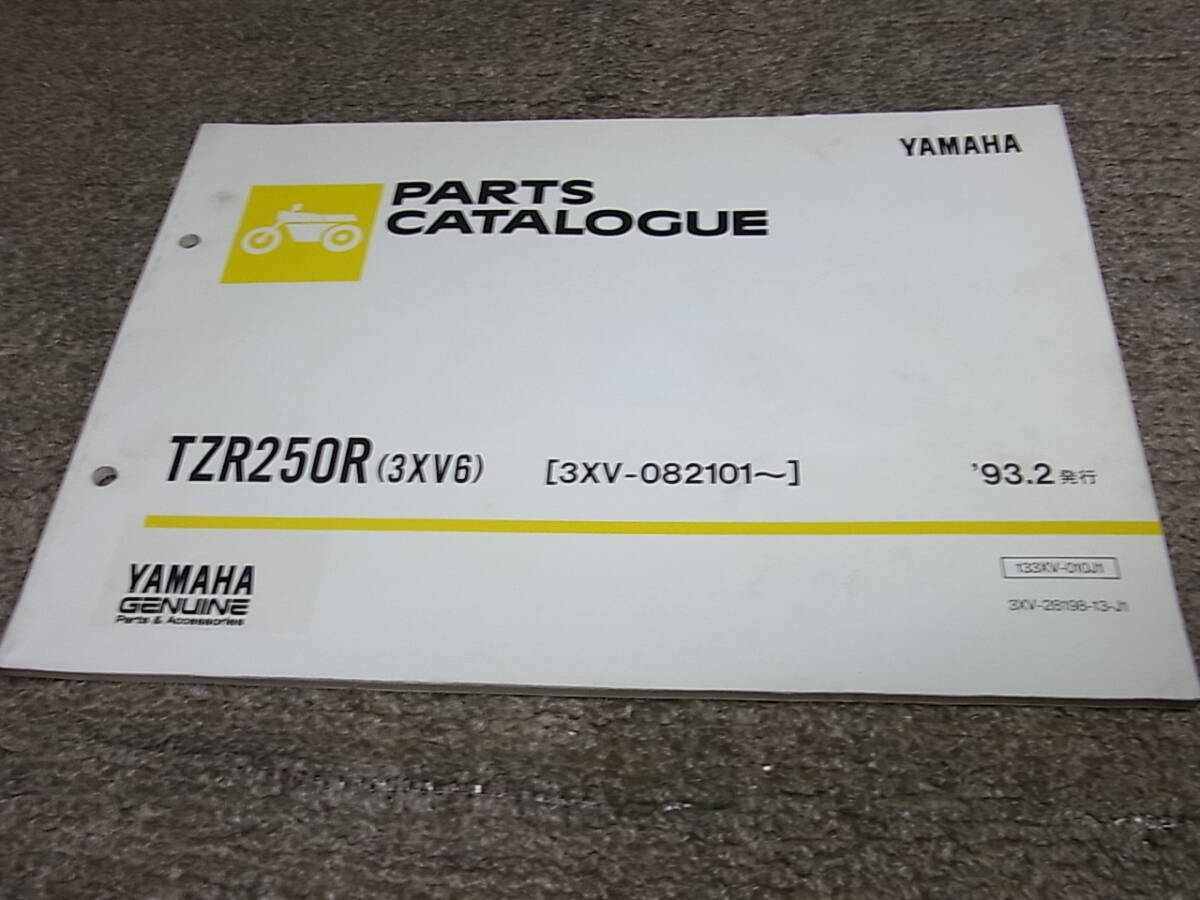 YAMAHA
PARTS
CATALOGUE
TZR250R (3XV6) [3XV-082101〜] '93.2 発行
133XV-010J1
3XV-28198-13-J1
YAMAHA
GENUINE
Parts & Accessories